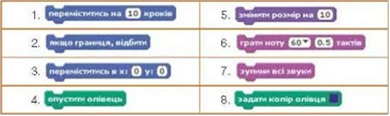 1. перемістись на 10 кроків
2. якщо границя, відбити
3. переміститись в x: 0 y: 0
4. опустити олівець
5. змінити розмір на 10
6. грати ноту 60 0.5 тактів
7. зупини всі звуки
8. задати колір олівця